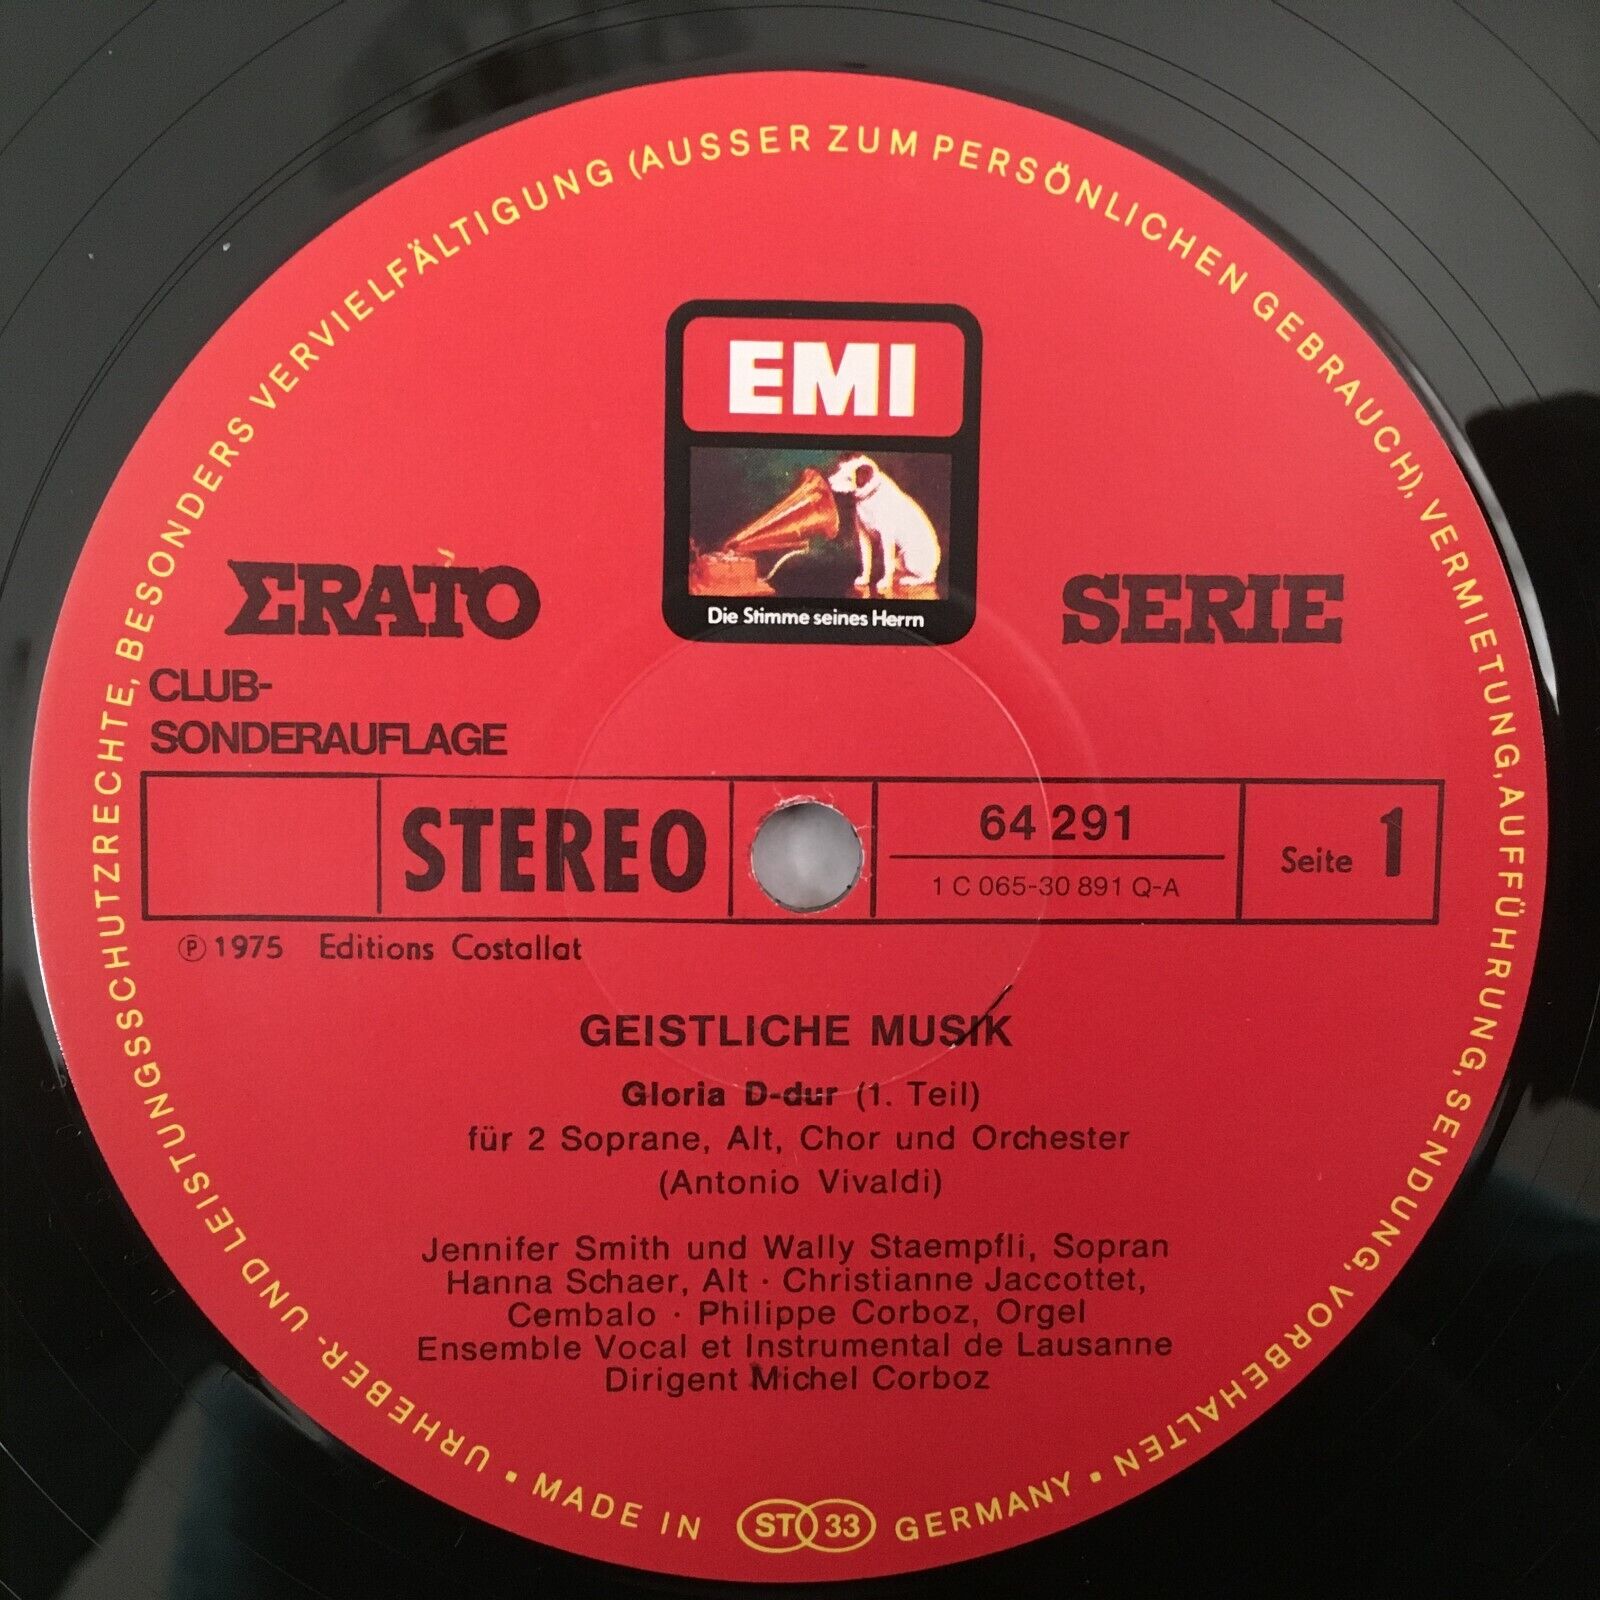 URHEBER- UND LEISTUNGSSCHUTZRECHTE, BESONDERS VERVIELFÄLTIGUNG (AUSSER ZUM PERSÖNLICHEN GEBRAUCH), VERMIETUNG, AUFFÜHRUNG, SENDUNG, VORBEHALTEN
EMI
Die Stimme seines Herrn
ΣRATO SERIE
CLUB-
SONDERAUFLAGE
STEREO
64 291
1 C 065-30 891 Q-A
Seite 1
Ⓟ 1975 Editions Costallat
GEISTLICHE MUSIK
Gloria D-dur (1. Teil)
für 2 Soprane, Alt, Chor und Orchester
(Antonio Vivaldi)
Jennifer Smith und Wally Staempfli, Sopran
Hanna Schaer, Alt · Christianne Jaccottet,
Cembalo · Philippe Corboz, Orgel
Ensemble Vocal et Instrumental de Lausanne
Dirigent Michel Corboz
• MADE IN ST 33 GERMANY •